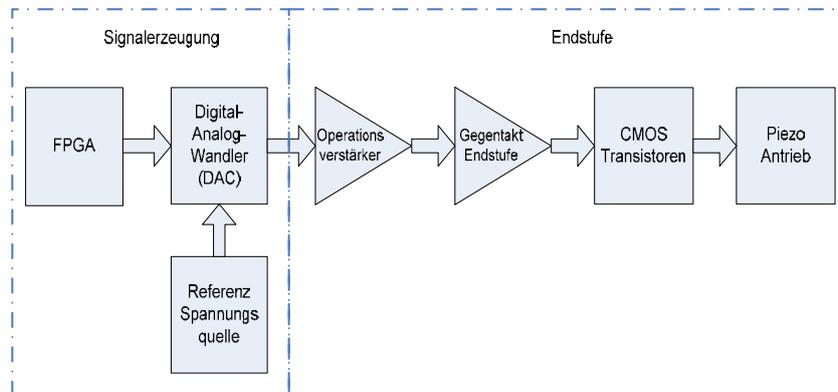 Signalerzeugung
Endstufe
FPGA
Digital-
Analog-
Wandler
(DAC)
Operations
verstärker
Gegentakt
Endstufe
CMOS
Transistoren
Piezo
Antrieb
Referenz
Spannungs
quelle